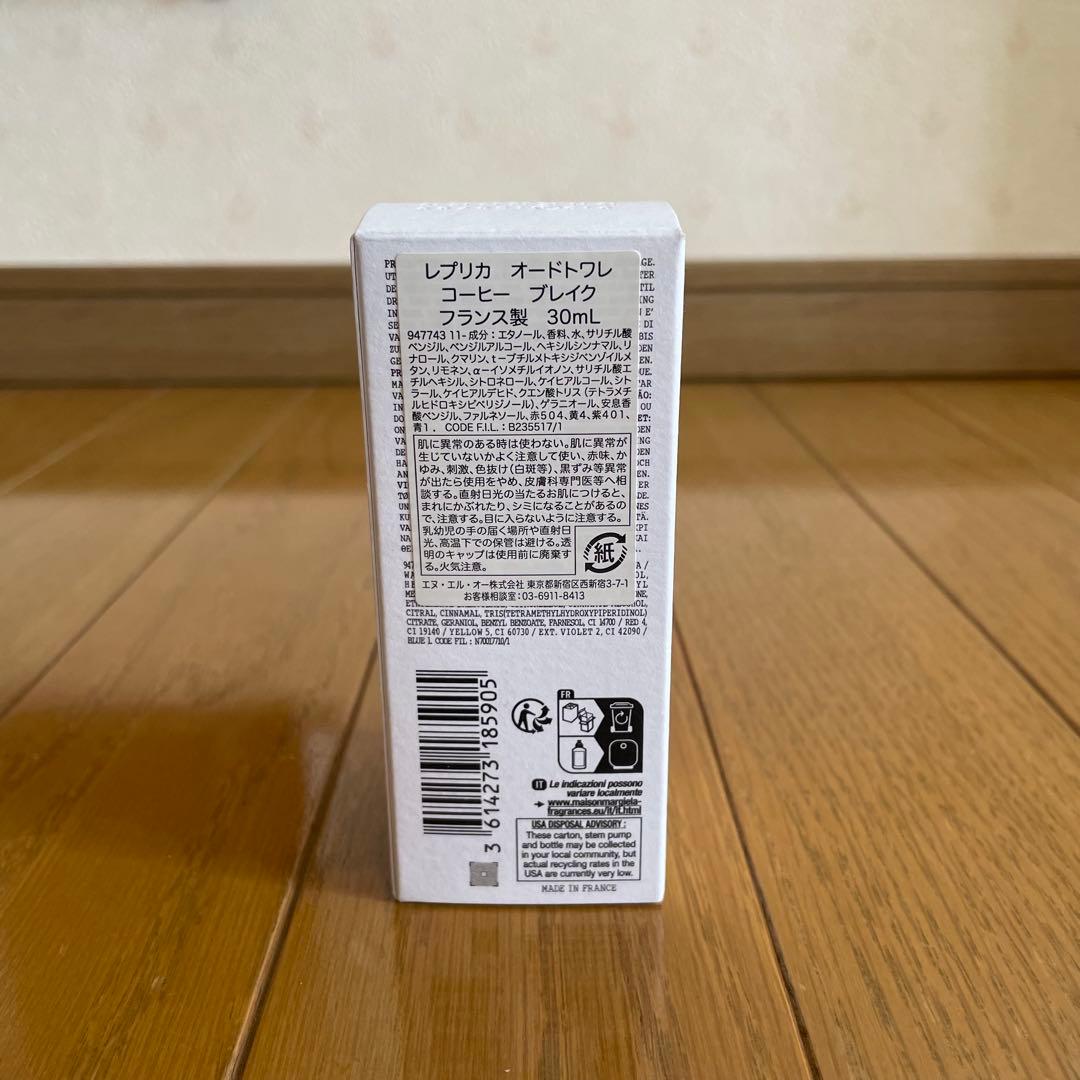 レプリカ オードトワレ
コーヒー ブレイク
フランス製 30mL
947743 11-成分：エタノール、香料、水、サリチル酸
ベンジル、ベンジルアルコール、ヘキシルシンナマル、リ
ナロール、クマリン、t-ブチルメトキシジベンゾイルメ
タン、リモネン、α-イソメチルイオノン、サリチル酸エ
チルヘキシル、シトロネロール、ケイヒアルコール、シト
ラール、ケイヒアルデヒド、クエン酸トリス（テトラメチ
ルヒドロキシピペリジノール）、ゲラニオール、安息香
酸ベンジル、ファルネソール、赤504、黄4、紫401、
青1． CODE F.I.L.：B235517/1
肌に異常のある時は使わない。肌に異常が
生じていないかよく注意して使い、赤味、か
ゆみ、刺激、色抜け（白斑等）、黒ずみ等異常
が出たら使用をやめ、皮膚科専門医等へ相
談する。直射日光の当たるお肌につけると、
まれにかぶれたり、シミになることがあるの
で、注意する。目に入らないように注意する。
乳幼児の手の届く場所や直射日
光、高温下での保管は避ける。透
明のキャップは使用前に廃棄す
る。火気注意。
紙
エヌ・エル・オー株式会社 東京都新宿区西新宿3-7-1
お客様相談室：03-6911-8413
CITRAL, CINNAMAL, TRIS(TETRAMETHYLHYDROXYPIPERIDINOL)
CITRATE, GERANIOL, BENZYL BENZOATE, FARNESOL, CI 14700 / RED 4,
CI 19140 / YELLOW 5, CI 60730 / EXT. VIOLET 2, CI 42090 /
BLUE 1. CODE FIL : N70017710/1
3 614273 185905
FR
IT Le indicazioni possono
variare localmente
www.maisonmargiela-
fragrances.eu/it/it.html
USA DISPOSAL ADVISORY :
These carton, stem pump
and bottle may be collected
in your local community, but
actual recycling rates in the
USA are currently very low.
MADE IN FRANCE